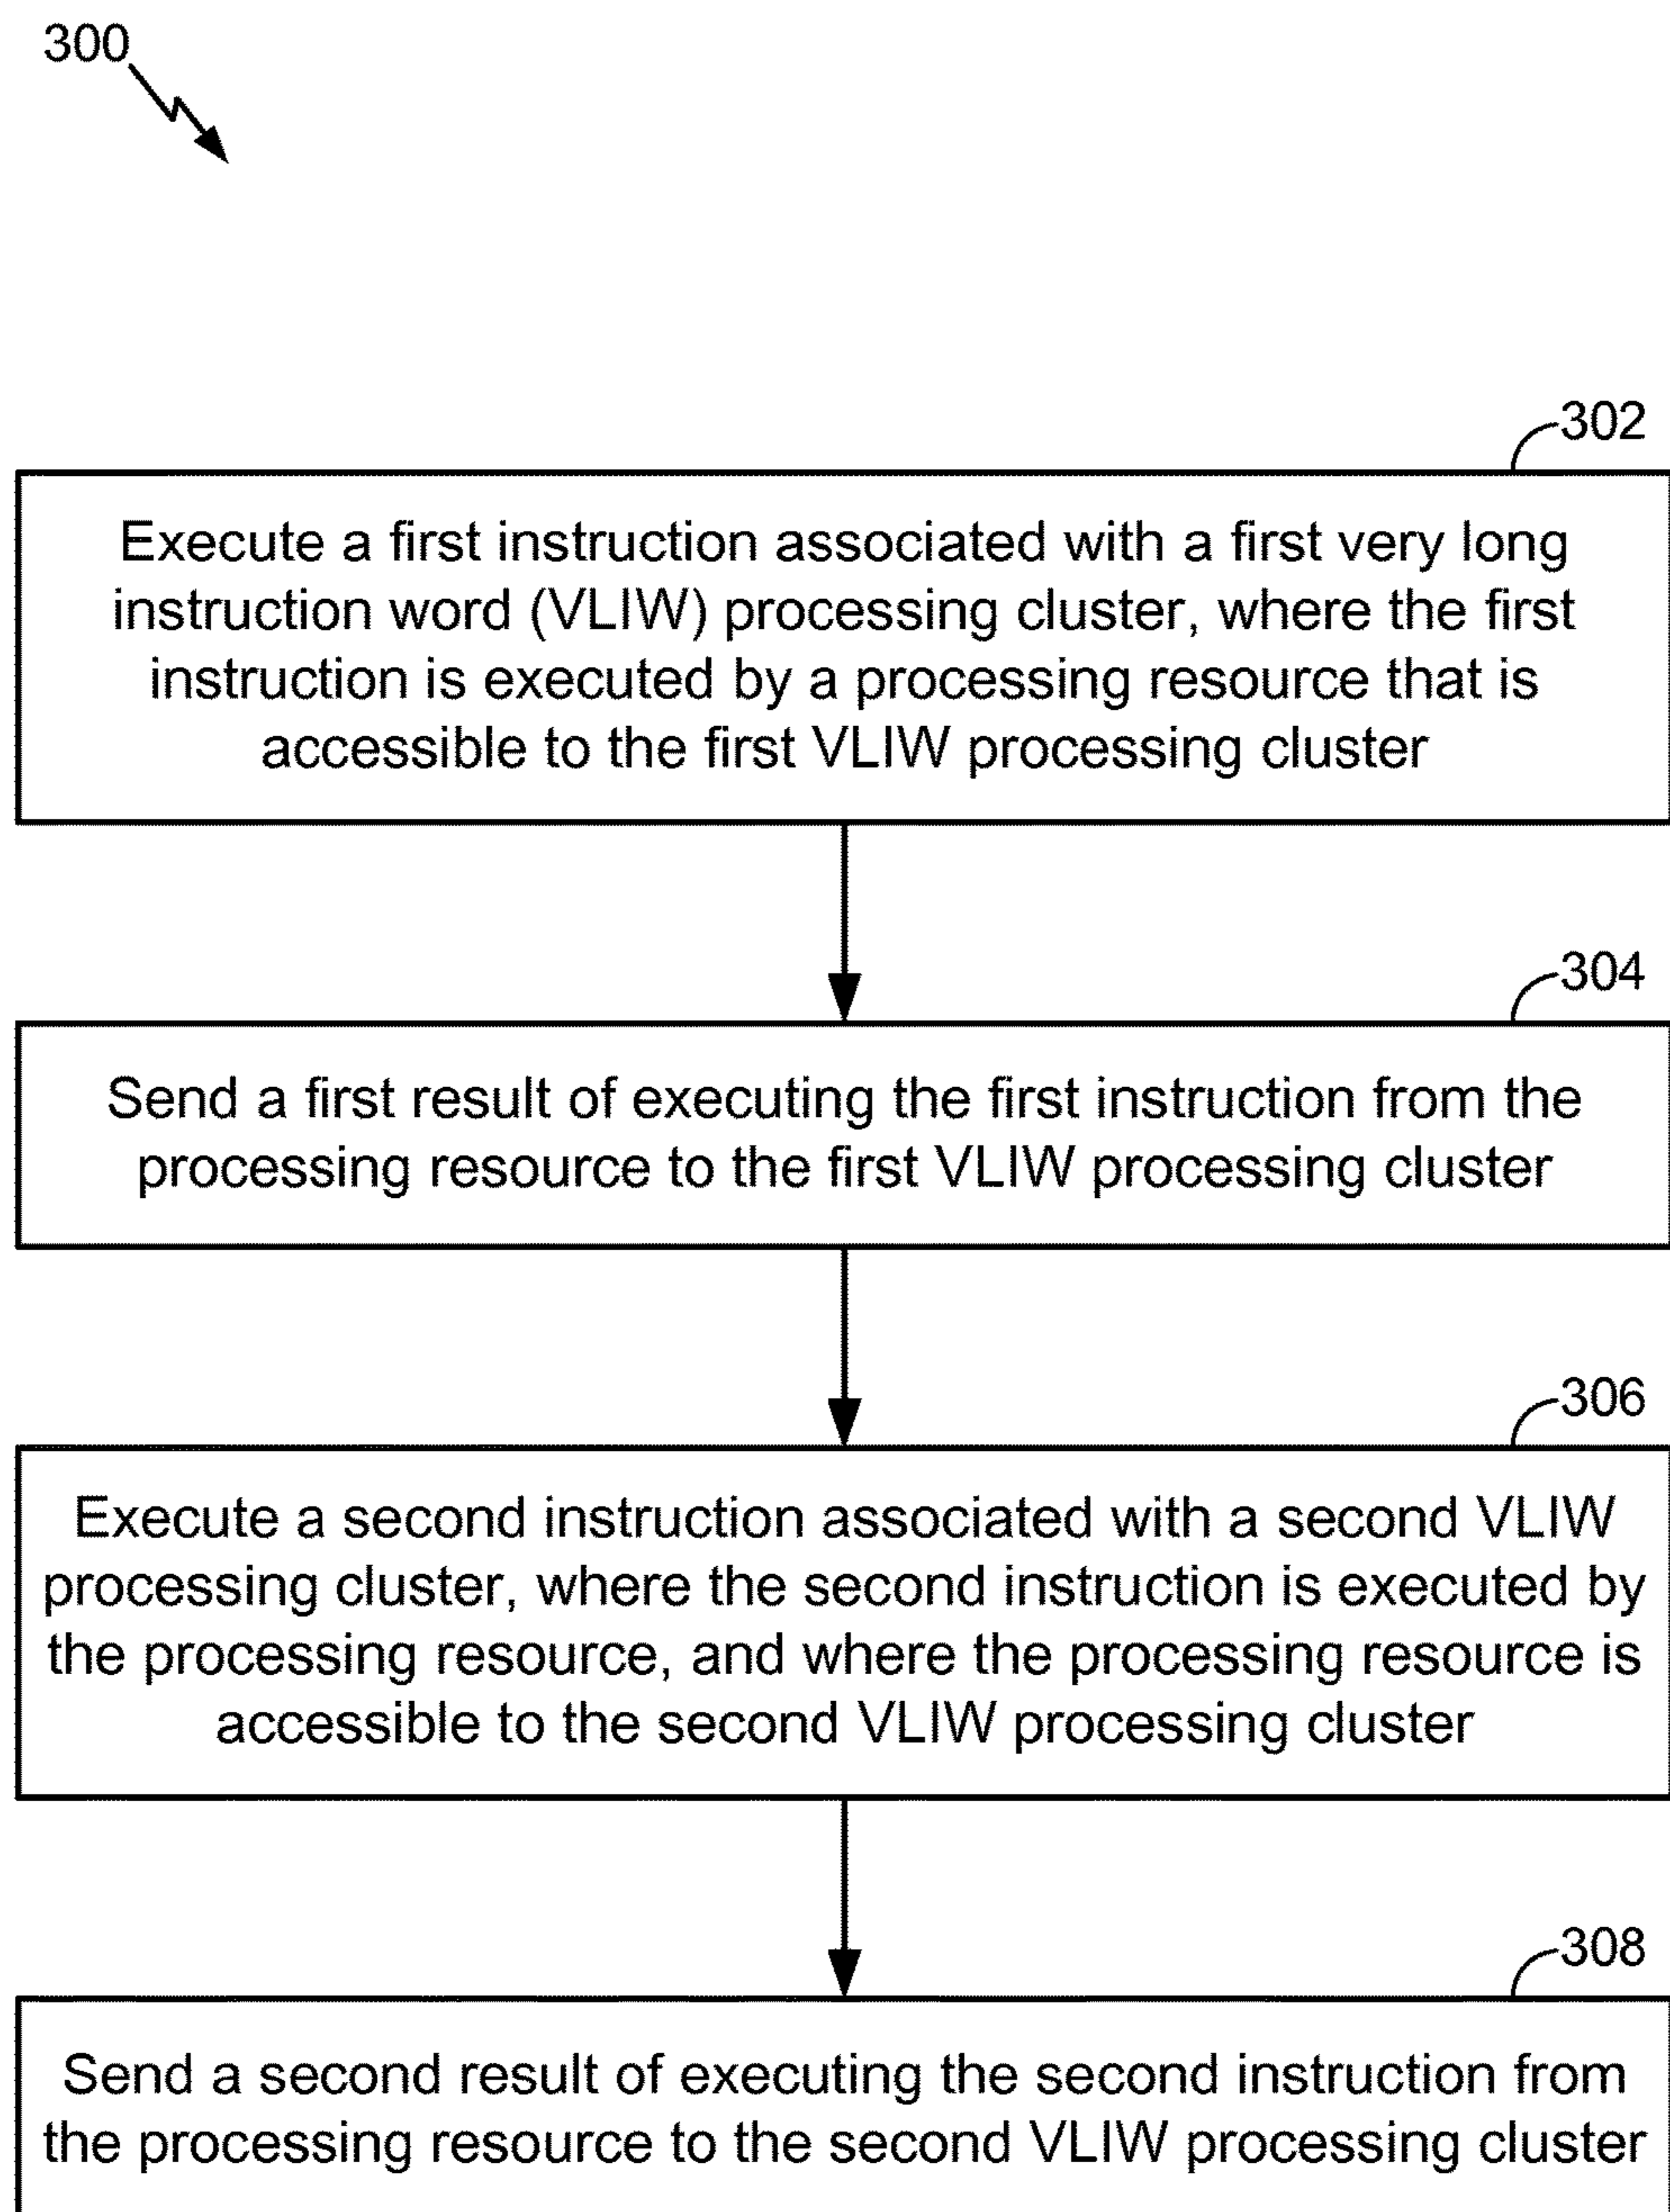 300
302
Execute a first instruction associated with a first very long
instruction word (VLIW) processing cluster, where the first
instruction is executed by a processing resource that is
accessible to the first VLIW processing cluster
304
Send a first result of executing the first instruction from the
processing resource to the first VLIW processing cluster
306
Execute a second instruction associated with a second VLIW
processing cluster, where the second instruction is executed by
the processing resource, and where the processing resource is
accessible to the second VLIW processing cluster
308
Send a second result of executing the second instruction from
the processing resource to the second VLIW processing cluster